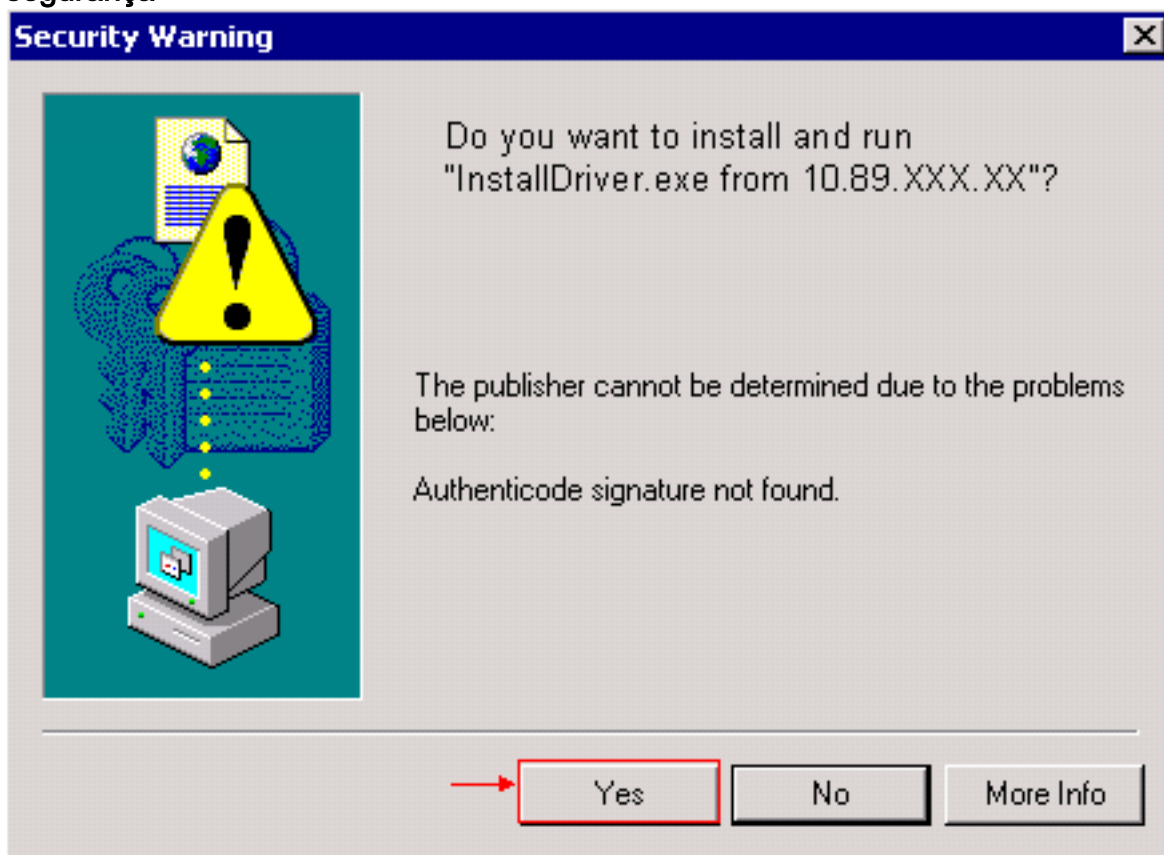 segurança
Security Warning
Do you want to install and run
"InstallDriver.exe from 10.89.XXX.XX"?
The publisher cannot be determined due to the problems
below:
Authenticode signature not found.
Yes
No
More Info